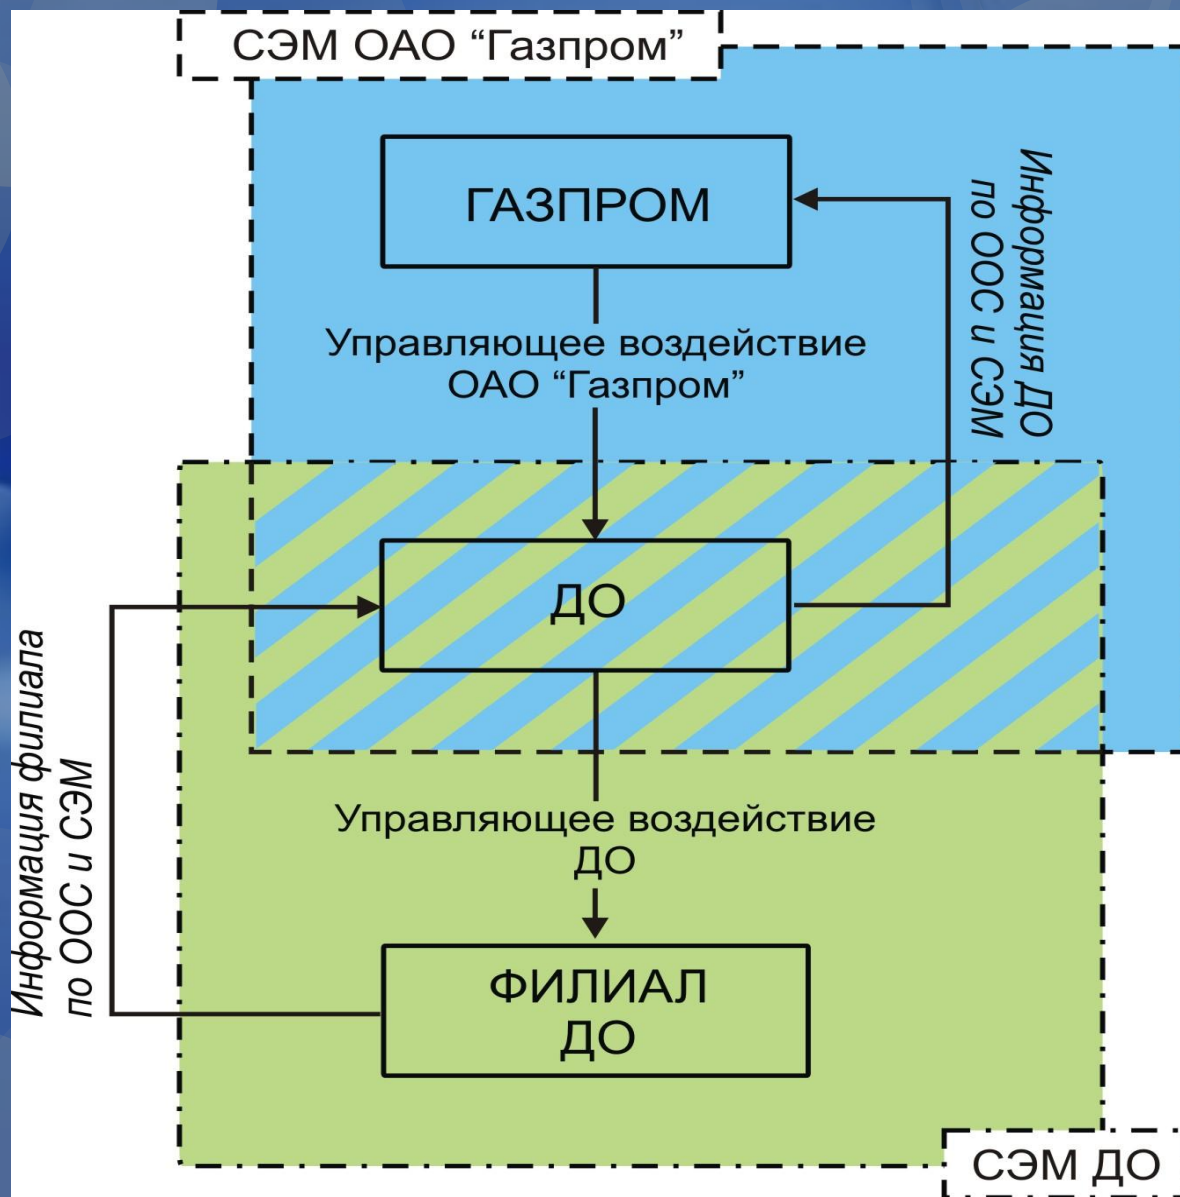 СЭМ ОАО “Газпром”
ГАЗПРОМ
Информация ДО
по ООС и СЭМ
Управляющее воздействие
ОАО “Газпром”
ДО
Информация филиала
по ООС и СЭМ
Управляющее воздействие
ДО
ФИЛИАЛ
ДО
СЭМ ДО